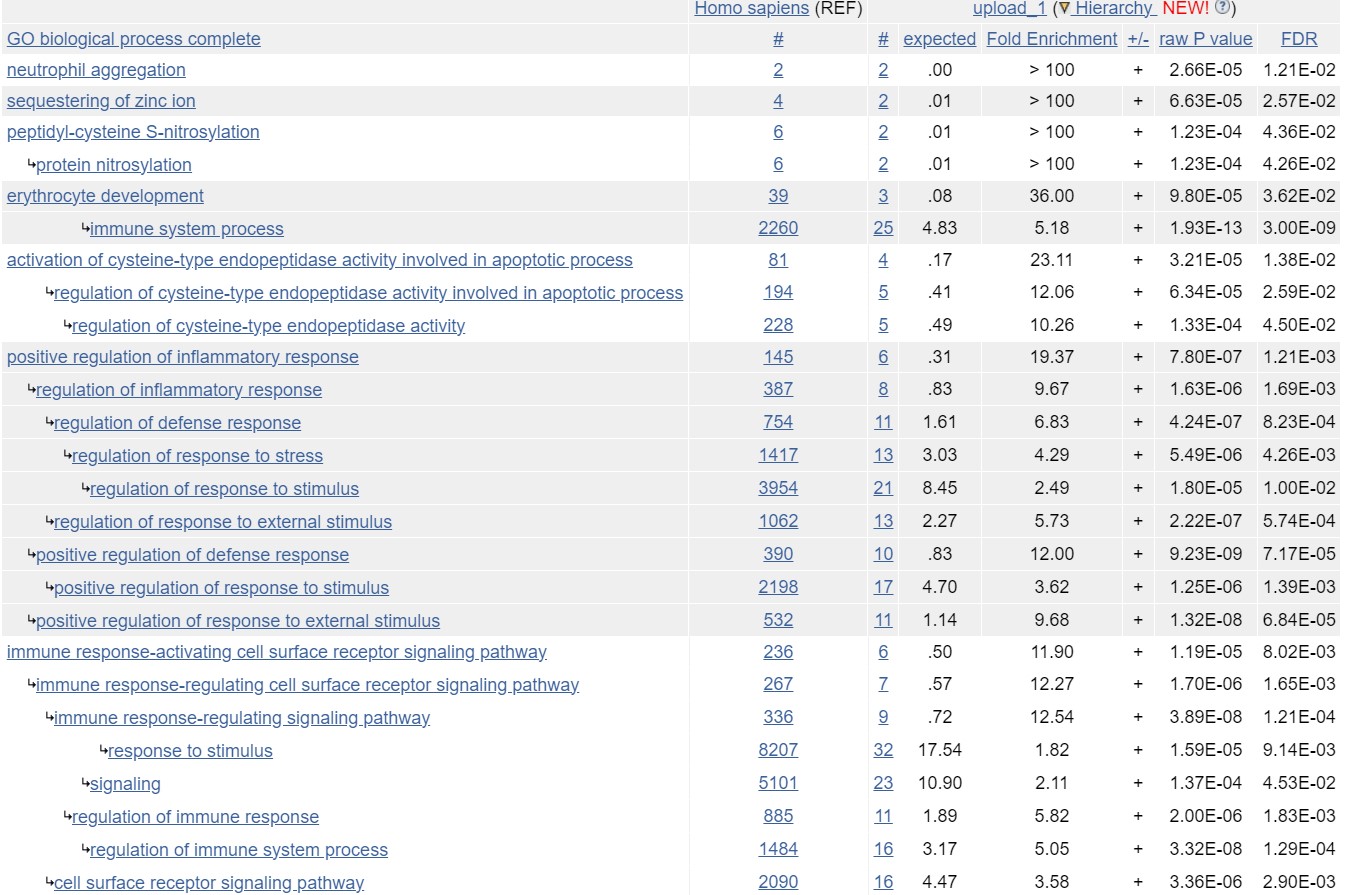 Homo sapiens (REF) upload_1 (▼ Hierarchy NEW! ?)
GO biological process complete # # expected Fold Enrichment +/- raw P value FDR
neutrophil aggregation 2 2 .00 > 100 + 2.66E-05 1.21E-02
sequestering of zinc ion 4 2 .01 > 100 + 6.63E-05 2.57E-02
peptidyl-cysteine S-nitrosylation 6 2 .01 > 100 + 1.23E-04 4.36E-02
↳protein nitrosylation 6 2 .01 > 100 + 1.23E-04 4.26E-02
erythrocyte development 39 3 .08 36.00 + 9.80E-05 3.62E-02
↳immune system process 2260 25 4.83 5.18 + 1.93E-13 3.00E-09
activation of cysteine-type endopeptidase activity involved in apoptotic process 81 4 .17 23.11 + 3.21E-05 1.38E-02
↳regulation of cysteine-type endopeptidase activity involved in apoptotic process 194 5 .41 12.06 + 6.34E-05 2.59E-02
↳regulation of cysteine-type endopeptidase activity 228 5 .49 10.26 + 1.33E-04 4.50E-02
positive regulation of inflammatory response 145 6 .31 19.37 + 7.80E-07 1.21E-03
↳regulation of inflammatory response 387 8 .83 9.67 + 1.63E-06 1.69E-03
↳regulation of defense response 754 11 1.61 6.83 + 4.24E-07 8.23E-04
↳regulation of response to stress 1417 13 3.03 4.29 + 5.49E-06 4.26E-03
↳regulation of response to stimulus 3954 21 8.45 2.49 + 1.80E-05 1.00E-02
↳regulation of response to external stimulus 1062 13 2.27 5.73 + 2.22E-07 5.74E-04
↳positive regulation of defense response 390 10 .83 12.00 + 9.23E-09 7.17E-05
↳positive regulation of response to stimulus 2198 17 4.70 3.62 + 1.25E-06 1.39E-03
↳positive regulation of response to external stimulus 532 11 1.14 9.68 + 1.32E-08 6.84E-05
immune response-activating cell surface receptor signaling pathway 236 6 .50 11.90 + 1.19E-05 8.02E-03
↳immune response-regulating cell surface receptor signaling pathway 267 7 .57 12.27 + 1.70E-06 1.65E-03
↳immune response-regulating signaling pathway 336 9 .72 12.54 + 3.89E-08 1.21E-04
↳response to stimulus 8207 32 17.54 1.82 + 1.59E-05 9.14E-03
↳signaling 5101 23 10.90 2.11 + 1.37E-04 4.53E-02
↳regulation of immune response 885 11 1.89 5.82 + 2.00E-06 1.83E-03
↳regulation of immune system process 1484 16 3.17 5.05 + 3.32E-08 1.29E-04
↳cell surface receptor signaling pathway 2090 16 4.47 3.58 + 3.36E-06 2.90E-03